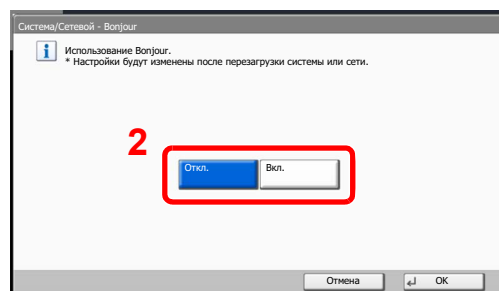 Система/Сетевой - Bonjour
Использование Bonjour.
* Настройки будут изменены после перезагрузки системы или сети.
2
Откл. Вкл.
Отмена OK